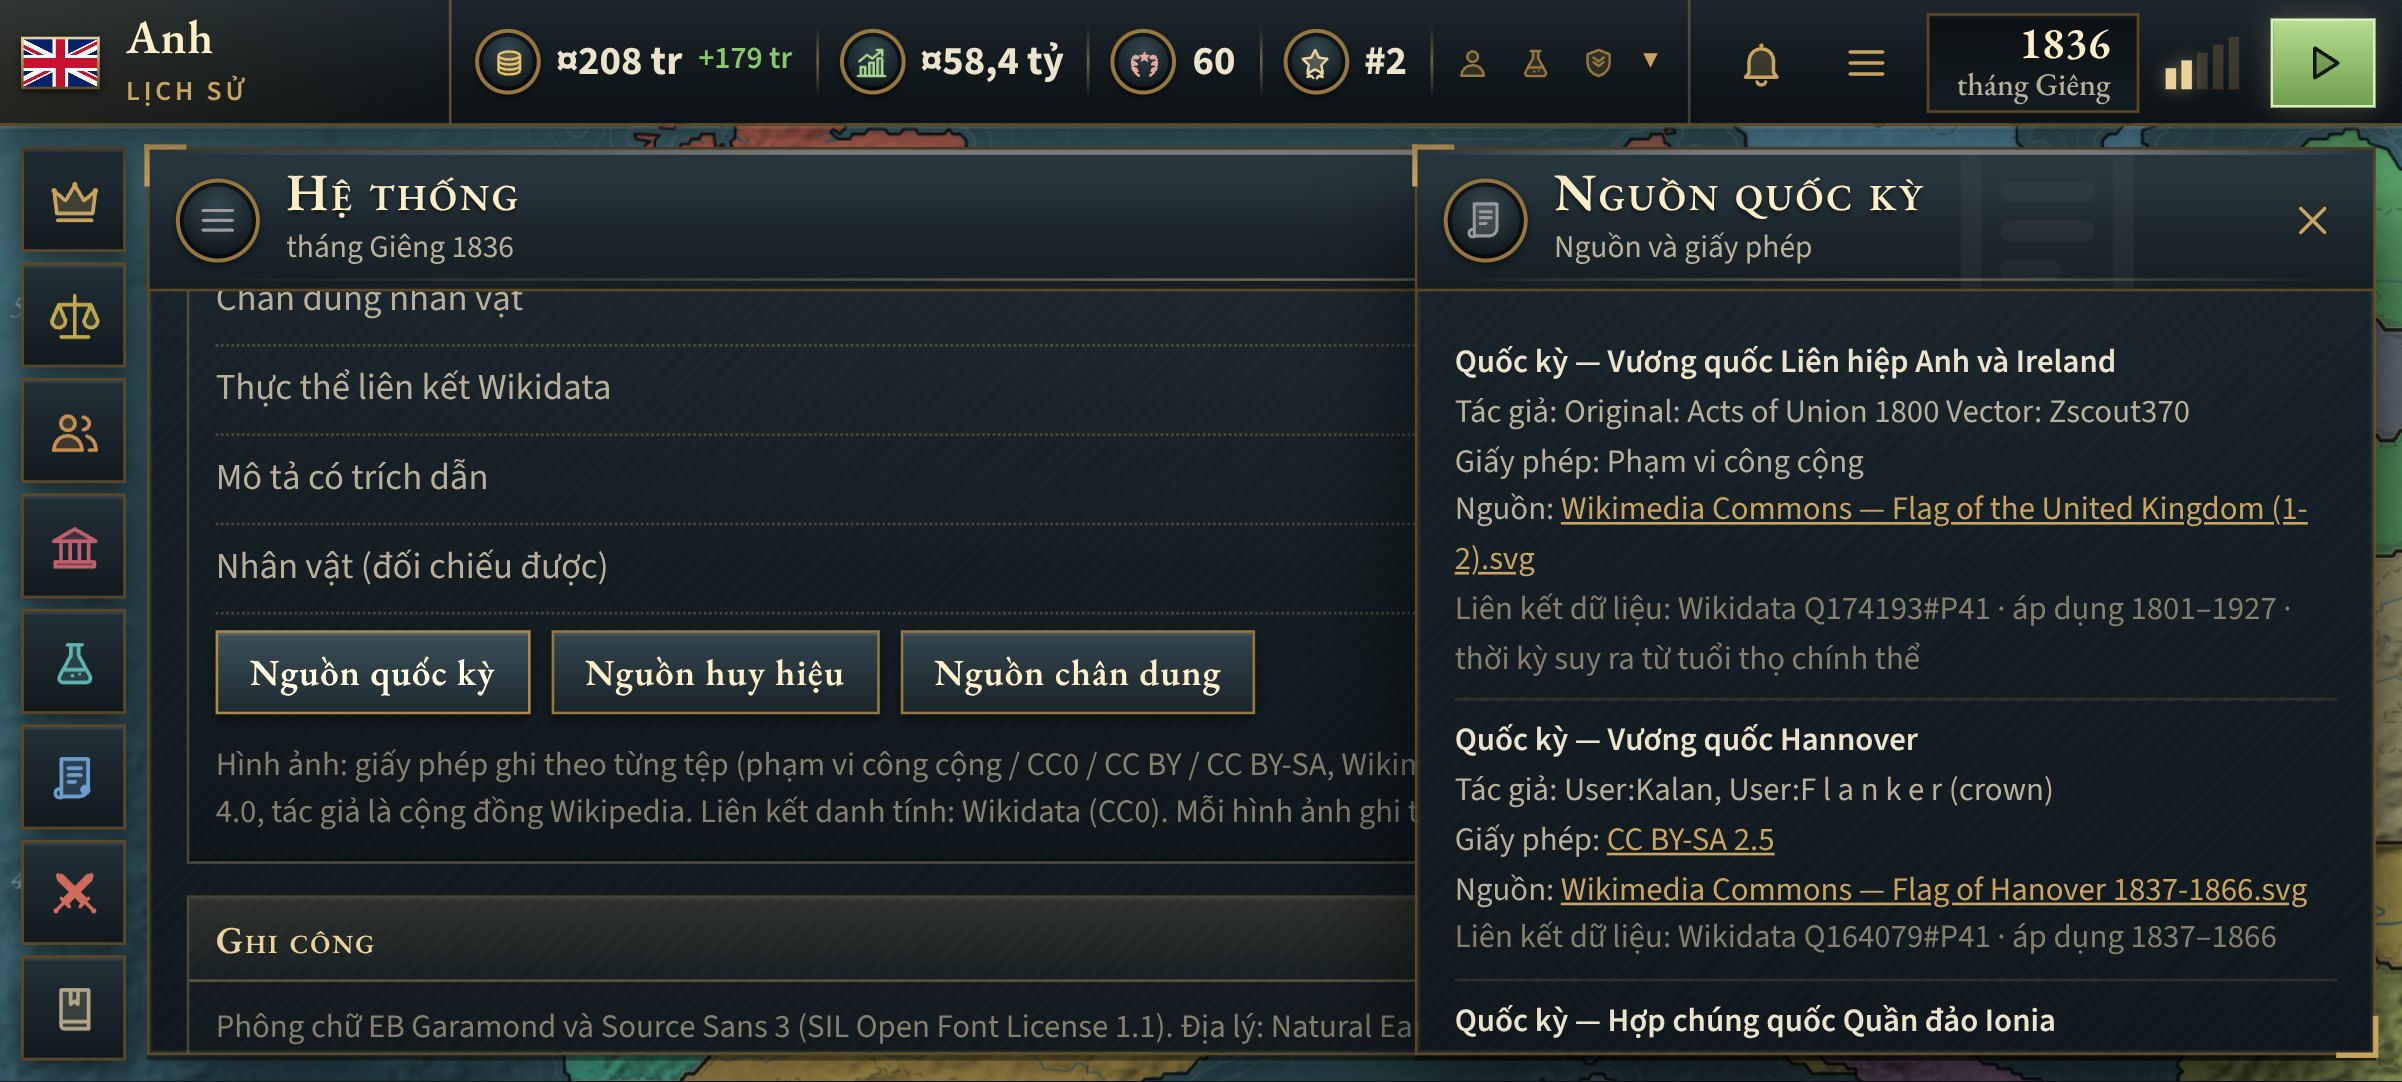 Anh
LỊCH SỬ
¤208 tr +179 tr
¤58,4 tỷ
60
#2
1836
tháng Giêng
Hệ thống
tháng Giêng 1836
Chân dung nhân vật
Thực thể liên kết Wikidata
Mô tả có trích dẫn
Nhân vật (đối chiếu được)
Nguồn quốc kỳ
Nguồn huy hiệu
Nguồn chân dung
Hình ảnh: giấy phép ghi theo từng tệp (phạm vi công cộng / CC0 / CC BY / CC BY-SA,
4.0, tác giả là cộng đồng Wikipedia. Liên kết danh tính: Wikidata (CC0). Mỗi hình ảnh ghi
Ghi công
Phông chữ EB Garamond và Source Sans 3 (SIL Open Font License 1.1). Địa lý: Natural
Nguồn quốc kỳ
Nguồn và giấy phép
Quốc kỳ — Vương quốc Liên hiệp Anh và Ireland
Tác giả: Original: Acts of Union 1800 Vector: Zscout370
Giấy phép: Phạm vi công cộng
Nguồn: Wikimedia Commons — Flag of the United Kingdom (1-
2).svg
Liên kết dữ liệu: Wikidata Q174193#P41 · áp dụng 1801–1927 ·
thời kỳ suy ra từ tuổi thọ chính thể
Quốc kỳ — Vương quốc Hannover
Tác giả: User:Kalan, User:F l a n k e r (crown)
Giấy phép: CC BY-SA 2.5
Nguồn: Wikimedia Commons — Flag of Hanover 1837-1866.svg
Liên kết dữ liệu: Wikidata Q164079#P41 · áp dụng 1837–1866
Quốc kỳ — Hợp chúng quốc Quần đảo Ionia